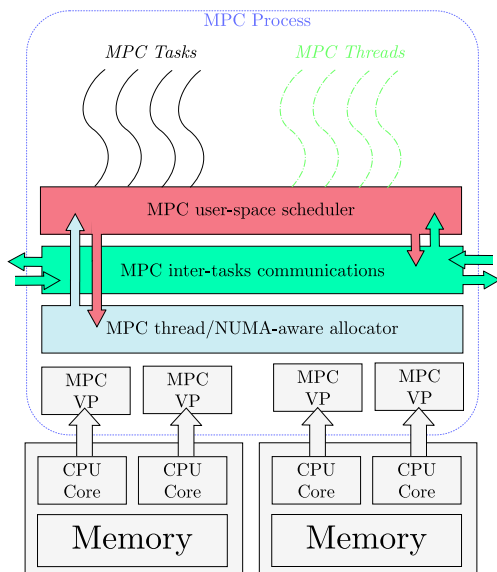 MPC Process
MPC Tasks
MPC Threads
MPC user-space scheduler
MPC inter-tasks communications
MPC thread/NUMA-aware allocator
MPC
VP
MPC
VP
MPC
VP
MPC
VP
CPU
Core
CPU
Core
CPU
Core
CPU
Core
Memory
Memory